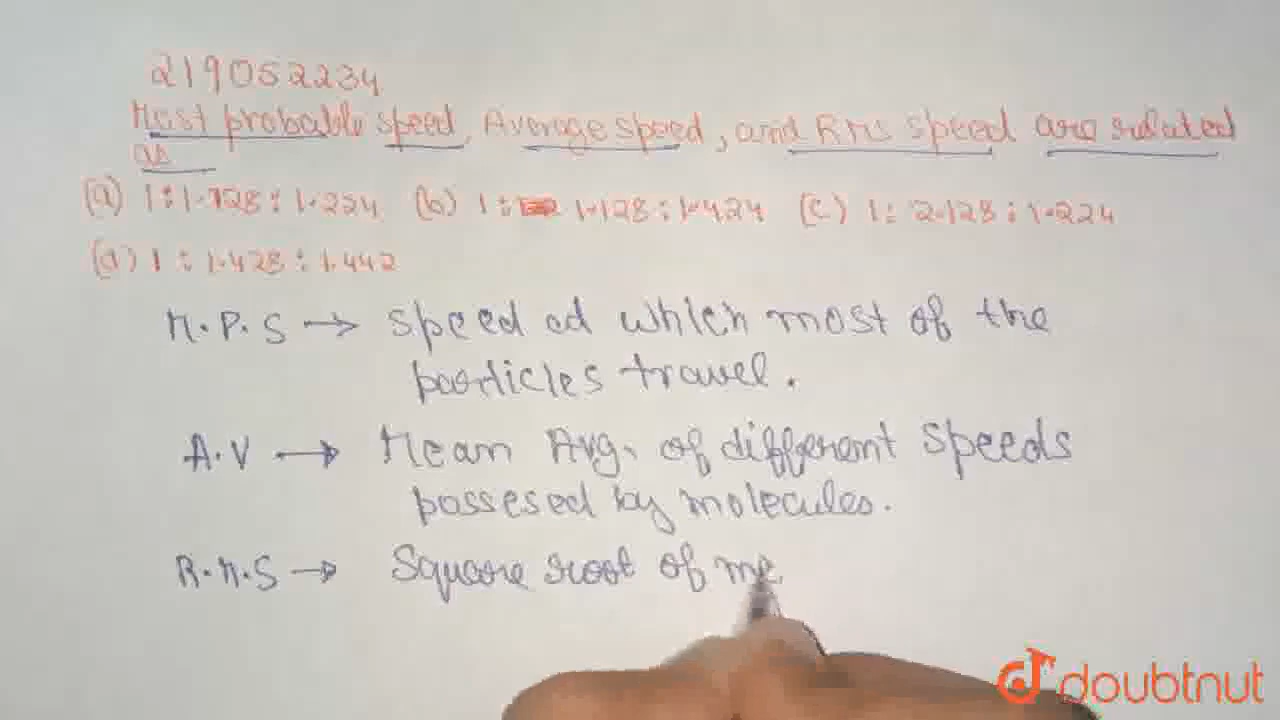 219052234
Most probable speed, Average speed, and RMS speed are related
as
(a) 1:1.128:1.224 (b) 1: 1.128:1.424 (c) 1: 2.128:1.224
(d) 1:1.428:1.442
M.P.S → Speed at which most of the
particles travel.
A.V → Mean Avg. of different speeds
possesed by molecules.
R.M.S → Square root of me
doubtnut